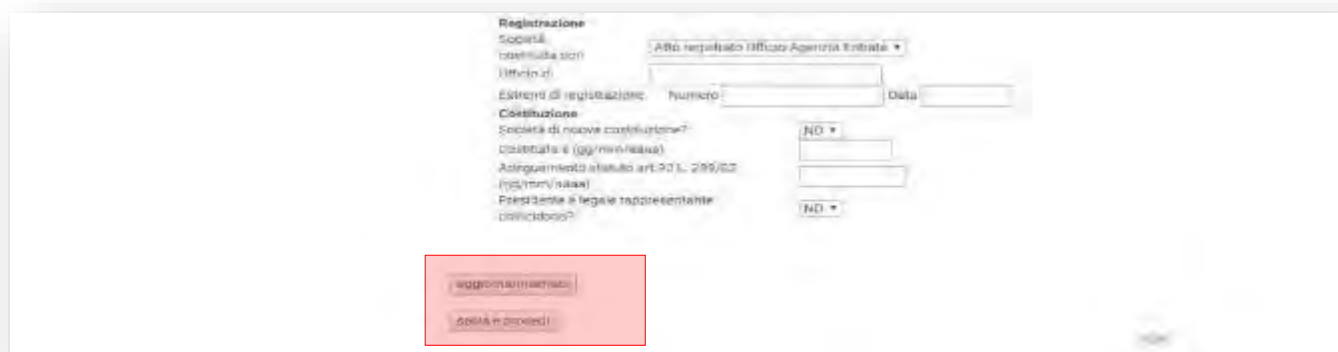 Registrazione
Società
costituita con Atto registrato Ufficio Agenzia Entrate
Ufficio di
Estremi di registrazione Numero Data
Costituzione
Società di nuova costituzione? NO
Costituita il (gg/mm/aaaa)
Adeguamento statuto art.90 L. 289/02
(gg/mm/aaaa)
Presidente e legale rappresentante
coincidono? NO
salva e procedi